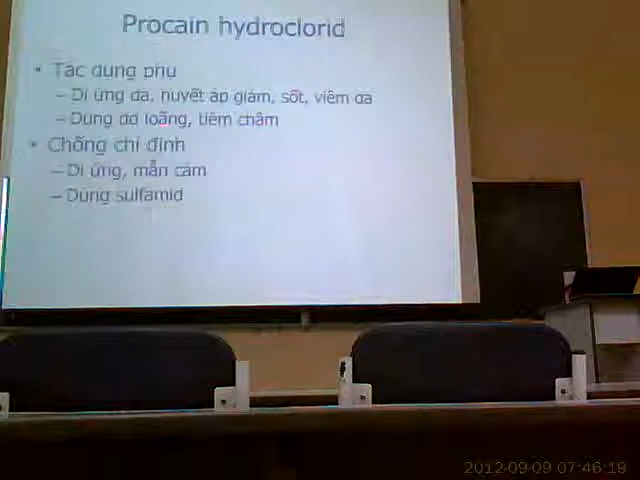 Procain hydroclorid
• Tác dụng phụ
– Dị ứng da, huyết áp giảm, sốt, viêm da
– Dung dd loãng, tiêm chậm
• Chống chỉ định
– Dị ứng, mẫn cảm
– Dùng sulfamid
2012-09-09 07:46:19